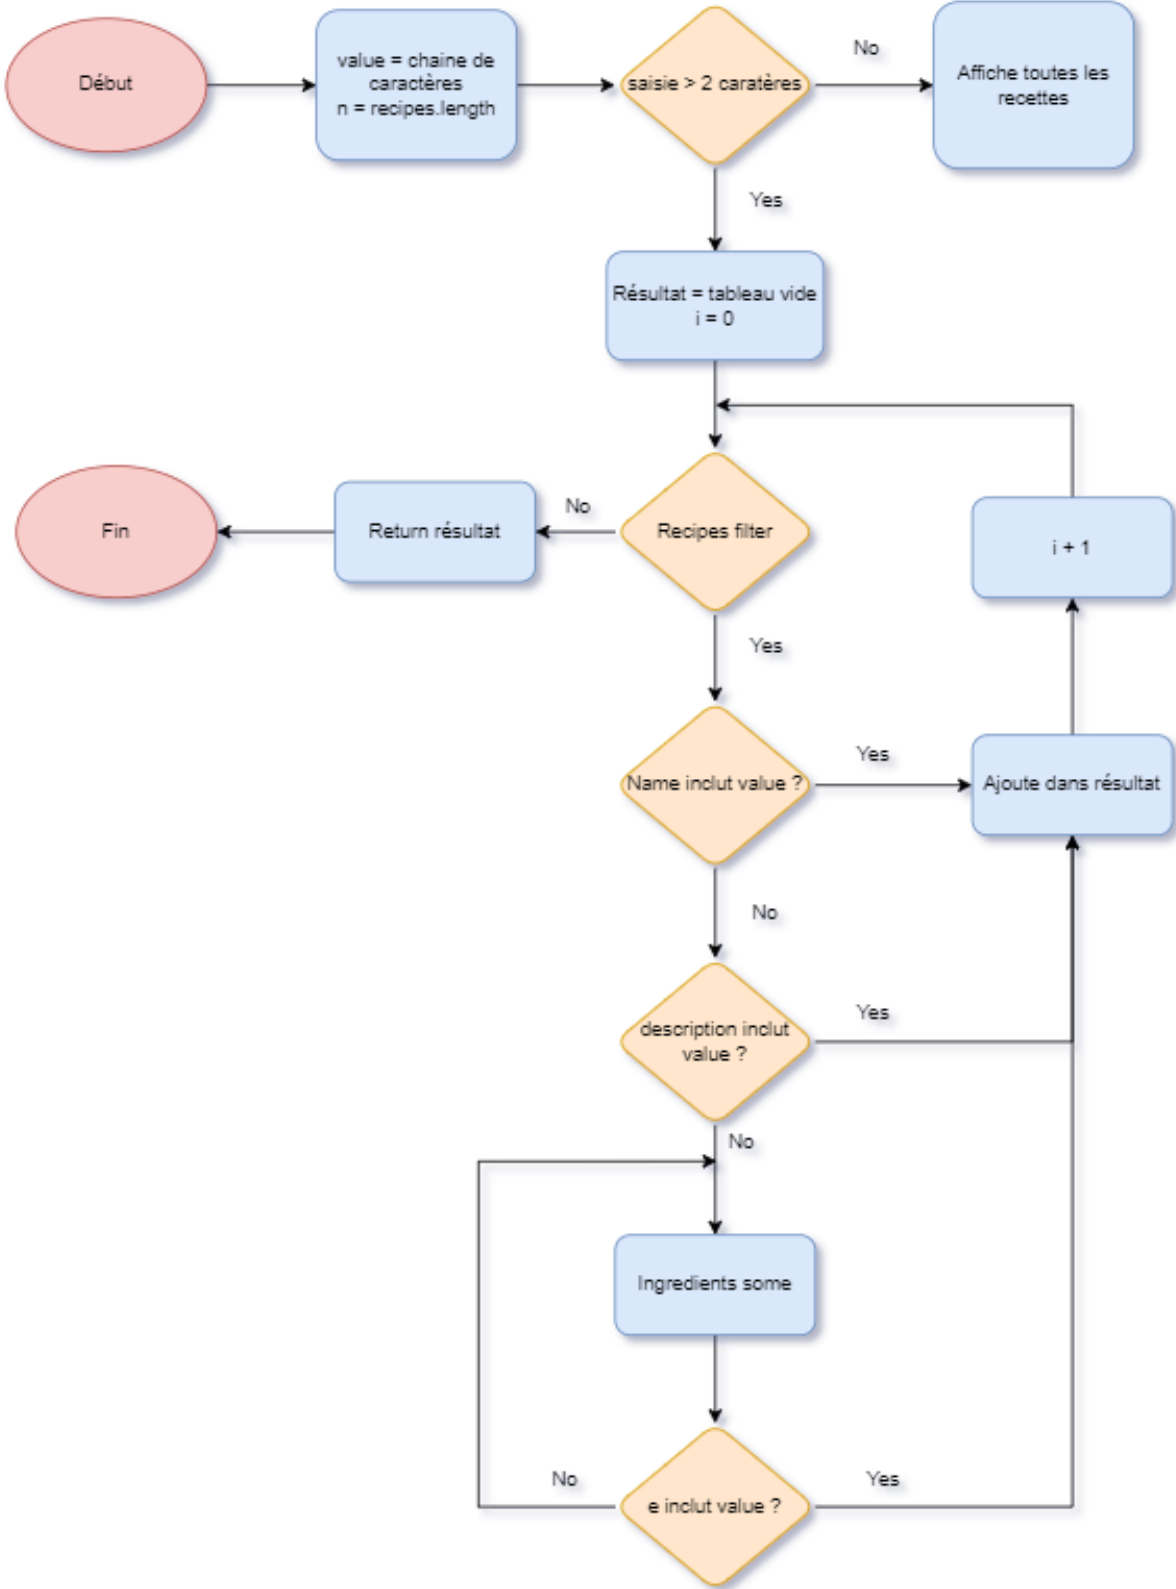 Début
value = chaine de
caractères
n = recipes.length
saisie > 2 caratères
No
Affiche toutes les
recettes
Yes
Résultat = tableau vide
i = 0
Fin
Return résultat
No
Recipes filter
i + 1
Yes
Name inclut value ?
Yes
Ajoute dans résultat
No
description inclut
value ?
Yes
No
Ingredients some
No
e inclut value ?
Yes